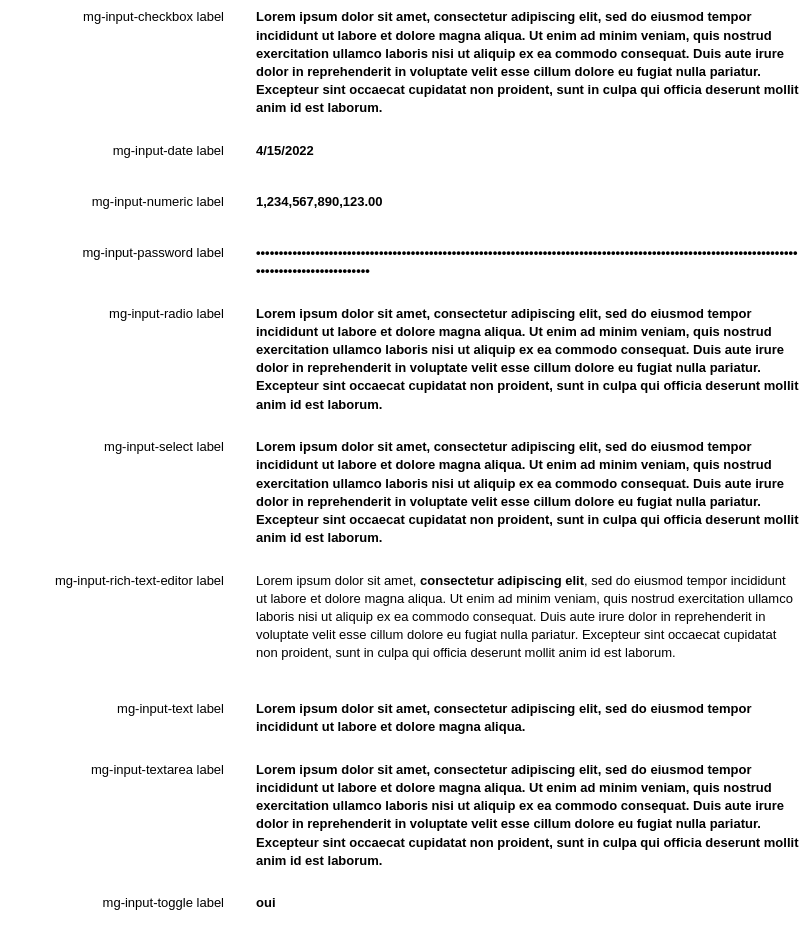 mg-input-checkbox label Lorem ipsum dolor sit amet, consectetur adipiscing elit, sed do eiusmod tempor
incididunt ut labore et dolore magna aliqua. Ut enim ad minim veniam, quis nostrud
exercitation ullamco laboris nisi ut aliquip ex ea commodo consequat. Duis aute irure
dolor in reprehenderit in voluptate velit esse cillum dolore eu fugiat nulla pariatur.
Excepteur sint occaecat cupidatat non proident, sunt in culpa qui officia deserunt mollit
anim id est laborum.
mg-input-date label 4/15/2022
mg-input-numeric label 1,234,567,890,123.00
mg-input-password label
mg-input-radio label Lorem ipsum dolor sit amet, consectetur adipiscing elit, sed do eiusmod tempor
incididunt ut labore et dolore magna aliqua. Ut enim ad minim veniam, quis nostrud
exercitation ullamco laboris nisi ut aliquip ex ea commodo consequat. Duis aute irure
dolor in reprehenderit in voluptate velit esse cillum dolore eu fugiat nulla pariatur.
Excepteur sint occaecat cupidatat non proident, sunt in culpa qui officia deserunt mollit
anim id est laborum.
mg-input-select label Lorem ipsum dolor sit amet, consectetur adipiscing elit, sed do eiusmod tempor
incididunt ut labore et dolore magna aliqua. Ut enim ad minim veniam, quis nostrud
exercitation ullamco laboris nisi ut aliquip ex ea commodo consequat. Duis aute irure
dolor in reprehenderit in voluptate velit esse cillum dolore eu fugiat nulla pariatur.
Excepteur sint occaecat cupidatat non proident, sunt in culpa qui officia deserunt mollit
anim id est laborum.
mg-input-rich-text-editor label Lorem ipsum dolor sit amet, consectetur adipiscing elit, sed do eiusmod tempor incididunt
ut labore et dolore magna aliqua. Ut enim ad minim veniam, quis nostrud exercitation ullamco
laboris nisi ut aliquip ex ea commodo consequat. Duis aute irure dolor in reprehenderit in
voluptate velit esse cillum dolore eu fugiat nulla pariatur. Excepteur sint occaecat cupidatat
non proident, sunt in culpa qui officia deserunt mollit anim id est laborum.
mg-input-text label Lorem ipsum dolor sit amet, consectetur adipiscing elit, sed do eiusmod tempor
incididunt ut labore et dolore magna aliqua.
mg-input-textarea label Lorem ipsum dolor sit amet, consectetur adipiscing elit, sed do eiusmod tempor
incididunt ut labore et dolore magna aliqua. Ut enim ad minim veniam, quis nostrud
exercitation ullamco laboris nisi ut aliquip ex ea commodo consequat. Duis aute irure
dolor in reprehenderit in voluptate velit esse cillum dolore eu fugiat nulla pariatur.
Excepteur sint occaecat cupidatat non proident, sunt in culpa qui officia deserunt mollit
anim id est laborum.
mg-input-toggle label oui